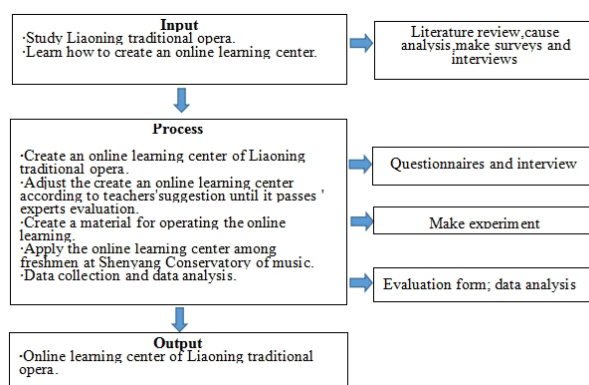 Input
·Study Liaoning traditional opera.
·Learn how to create an online learning center.
Literature review,cause
analysis,make surveys and
interviews
Process
·Create an online learning center of Liaoning
traditional opera.
·Adjust the create an online learning center
according to teachers'suggestion until it passes '
experts evaluation.
·Create a material for operating the online
learning.
·Apply the online learning center among
freshmen at Shenyang Conservatory of music.
·Data collection and data analysis.
Questionnaires and interview
Make experiment
Evaluation form; data analysis
Output
·Online learning center of Liaoning traditional
opera.